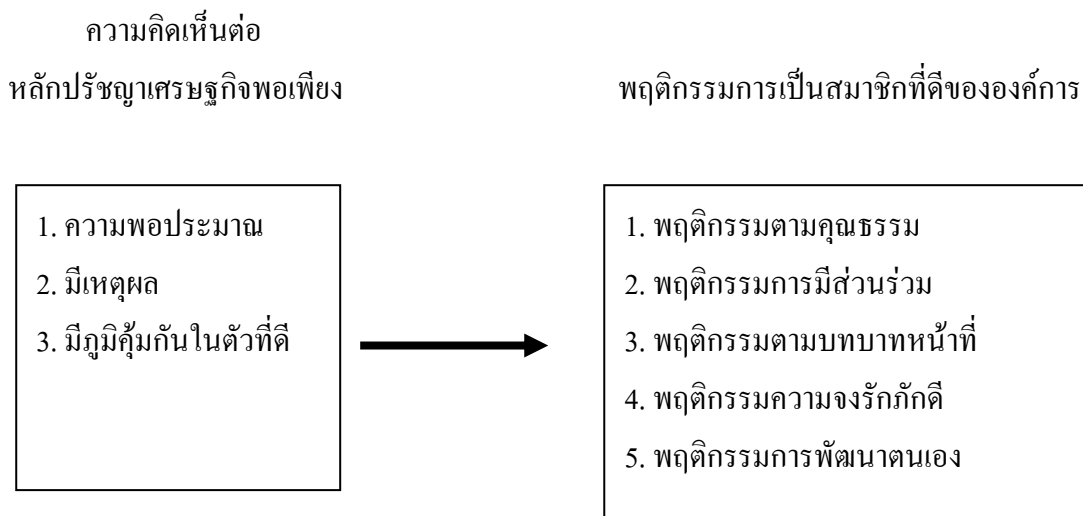 ความคิดเห็นต่อ
หลักปรัชญาเศรษฐกิจพอเพียง
พฤติกรรมการเป็นสมาชิกที่ดีขององค์การ
1. ความพอประมาณ
2. มีเหตุผล
3. มีภูมิคุ้มกันในตัวที่ดี
1. พฤติกรรมตามคุณธรรม
2. พฤติกรรมการมีส่วนร่วม
3. พฤติกรรมตามบทบาทหน้าที่
4. พฤติกรรมความจงรักภักดี
5. พฤติกรรมการพัฒนาตนเอง